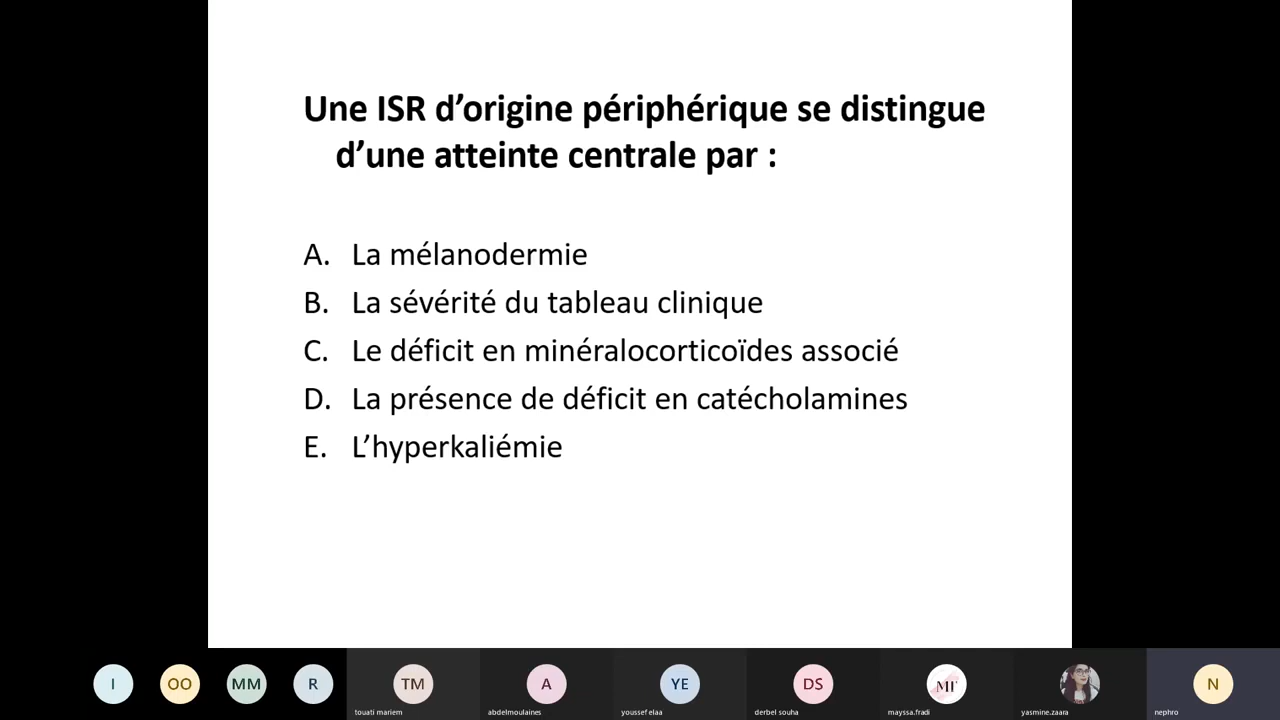 Une ISR d’origine périphérique se distingue
d’une atteinte centrale par :
A. La mélanodermie
B. La sévérité du tableau clinique
C. Le déficit en minéralocorticoïdes associé
D. La présence de déficit en catécholamines
E. L’hyperkaliémie
I OO MM R TM A YE DS MF N
touati mariem abdelmoulaines youssef elaa derbel souha mayssa.fradi yasmine.zaara nephro